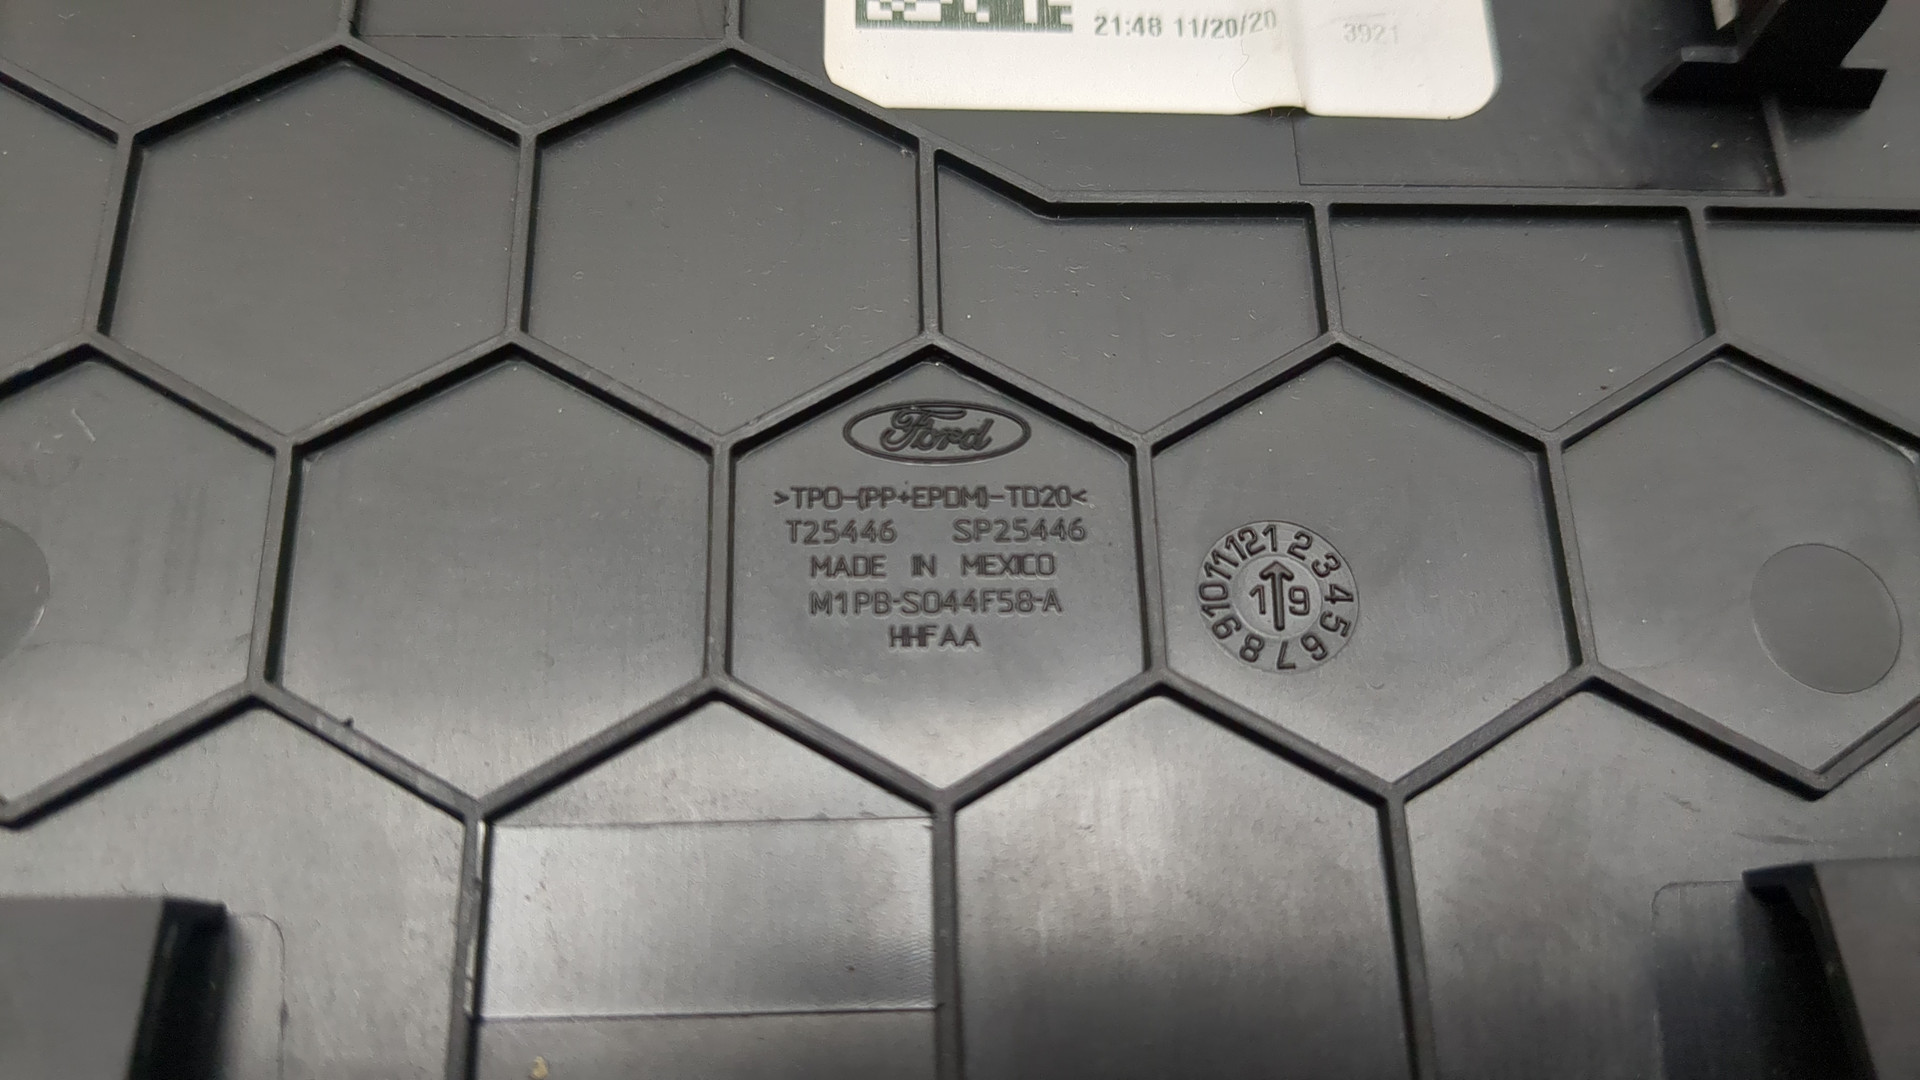 21:48 11/20/20 3921
Ford
>TPO-(PP+EPDM)-TD20<
T25446 SP25446
MADE IN MEXICO
M1PB-S044F58-A
HHFAA
1 2 3 4 5 6 7 8 9 10 11 12
19